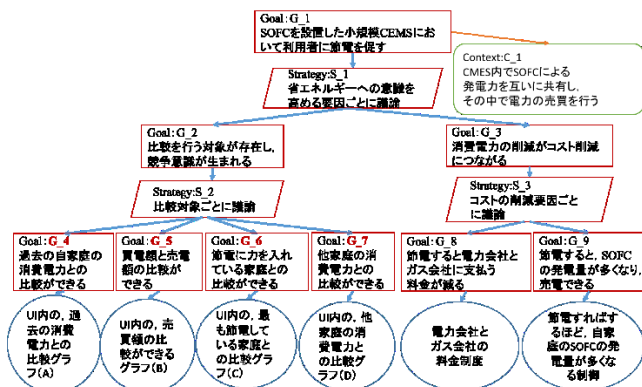 Goal: G_1
SOFCを設置した小規模CEMSにお
いて利用者に節電を促す
Context:C_1
CMES内でSOFCによる
発電力を互いに共有し,
その中で電力の売買を行う
Strategy:S_1
省エネルギーへの意識を
高める要因ごとに議論
Goal: G_2
比較を行う対象が存在し,
競争意識が生まれる
Goal: G_3
消費電力の削減がコスト削減
につながる
Strategy:S_2
比較対象ごとに議論
Strategy:S_3
コストの削減要因ごと
に議論
Goal: G_4
過去の自家庭の
消費電力との比
較ができる
Goal: G_5
買電額と売電
額の比較が
できる
Goal: G_6
節電に力を入れ
ている家庭との比
較ができる
Goal: G_7
他家庭の消
費電力との比
較ができる
Goal: G_8
節電すると電力会社と
ガス会社に支払う
料金が減る
Goal: G_9
節電すると, SOFC
の発電量が多くなり,
売電できる
UI内の, 過
去の消費
電力との
比較グラ
フ(A)
UI内の, 売
買額の比
較ができる
グラフ(B)
UI内の, 最
も節電して
いる家庭と
の比較グラ
フ(C)
UI内の, 他
家庭の消
費電力と
の比較グ
ラフ(D)
電力会社と
ガス会社の
料金制度
節電すればす
るほど, 自家
庭のSOFCの発
電量が多くな
る制御